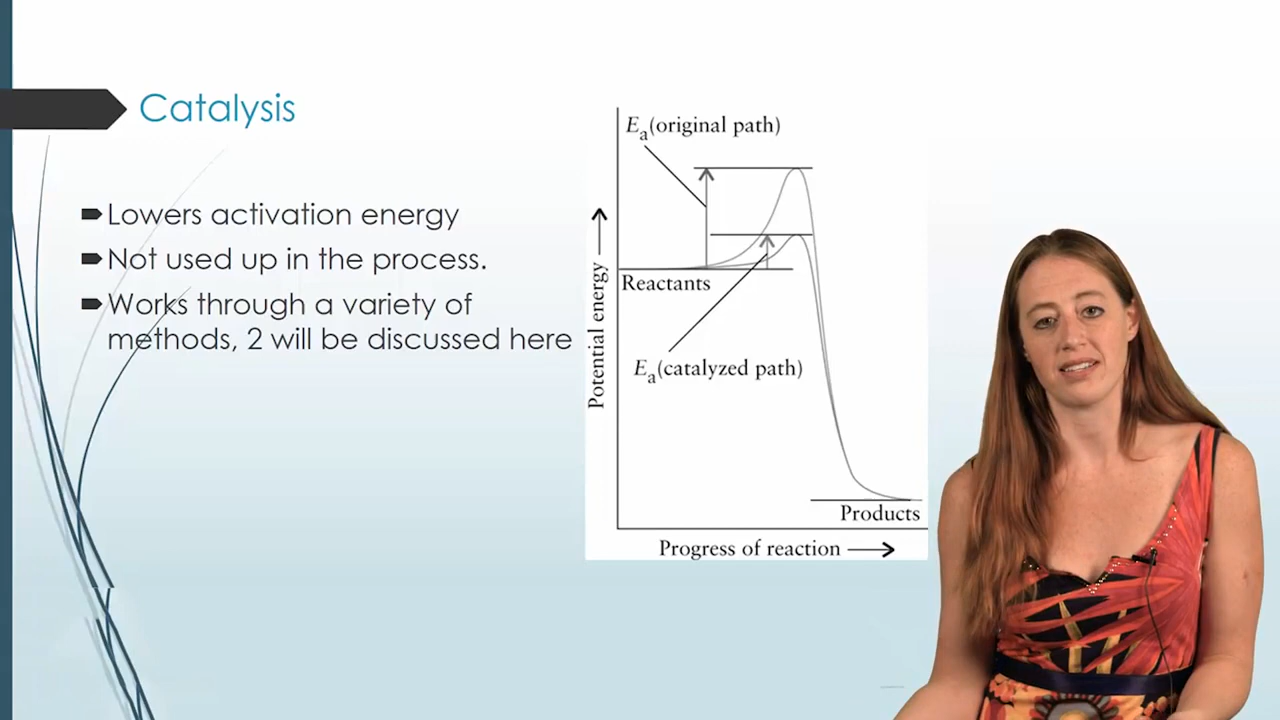 Catalysis
Lowers activation energy
Not used up in the process.
Works through a variety of
methods, 2 will be discussed here
Ea(original path)
Reactants
Ea(catalyzed path)
Potential energy
Products
Progress of reaction